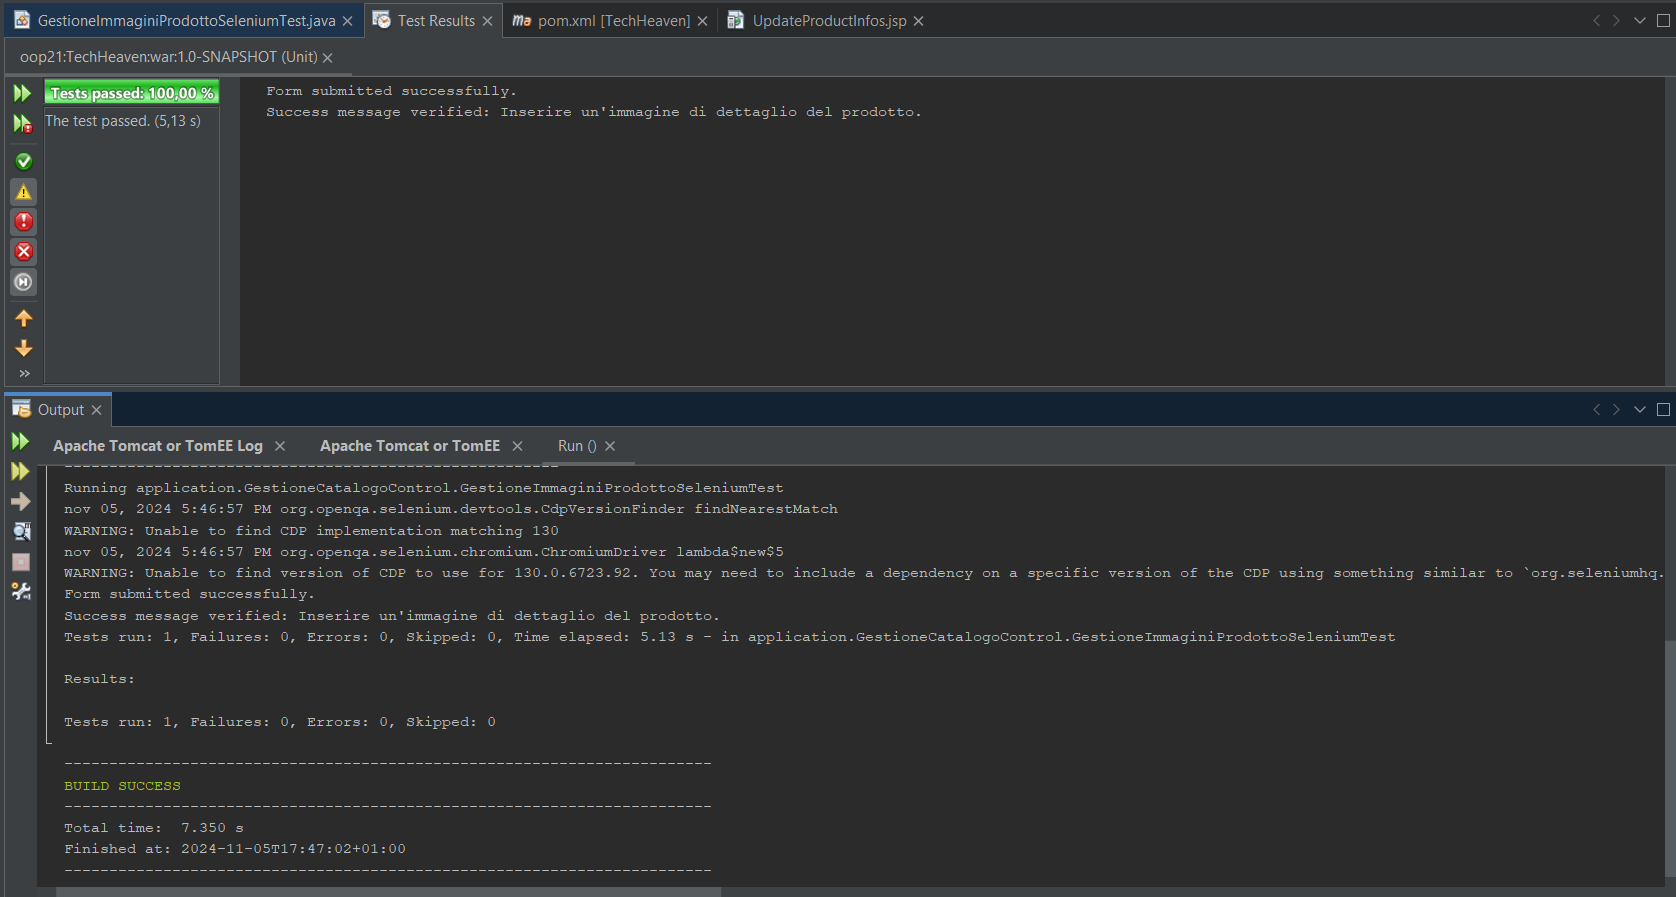 GestioneImmaginiProdottoSeleniumTest.java
Test Results
pom.xml [TechHeaven]
UpdateProductInfos.jsp
oop21:TechHeaven:war:1.0-SNAPSHOT (Unit)
Tests passed: 100,00 %
The test passed. (5,13 s)
Form submitted successfully.
Success message verified: Inserire un'immagine di dettaglio del prodotto.
Output
Apache Tomcat or TomEE Log
Apache Tomcat or TomEE
Run ()
-------------------------------------------------------
Running application.GestioneCatalogoControl.GestioneImmaginiProdottoSeleniumTest
nov 05, 2024 5:46:57 PM org.openqa.selenium.devtools.CdpVersionFinder findNearestMatch
WARNING: Unable to find CDP implementation matching 130
nov 05, 2024 5:46:57 PM org.openqa.selenium.chromium.ChromiumDriver lambda$new$5
WARNING: Unable to find version of CDP to use for 130.0.6723.92. You may need to include a dependency on a specific version of the CDP using something similar to `org.seleniumhq.
Form submitted successfully.
Success message verified: Inserire un'immagine di dettaglio del prodotto.
Tests run: 1, Failures: 0, Errors: 0, Skipped: 0, Time elapsed: 5.13 s - in application.GestioneCatalogoControl.GestioneImmaginiProdottoSeleniumTest
Results:
Tests run: 1, Failures: 0, Errors: 0, Skipped: 0
------------------------------------------------------------------------
BUILD SUCCESS
------------------------------------------------------------------------
Total time:  7.350 s
Finished at: 2024-11-05T17:47:02+01:00
------------------------------------------------------------------------